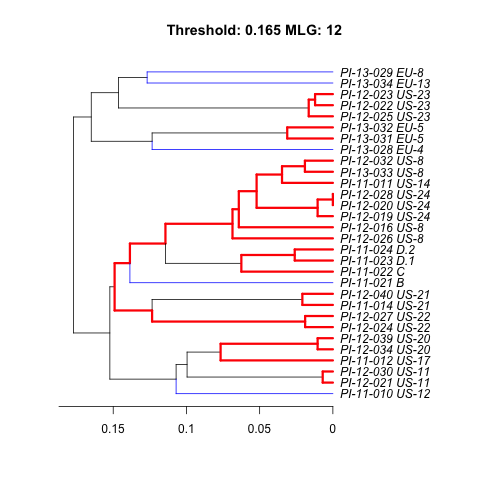 Threshold: 0.165 MLG: 12
PI-13-029 EU-8
PI-13-034 EU-13
PI-12-023 US-23
PI-12-022 US-23
PI-12-025 US-23
PI-13-032 EU-5
PI-13-031 EU-5
PI-13-028 EU-4
PI-12-032 US-8
PI-13-033 US-8
PI-11-011 US-14
PI-12-028 US-24
PI-12-020 US-24
PI-12-019 US-24
PI-12-016 US-8
PI-12-026 US-8
PI-11-024 D.2
PI-11-023 D.1
PI-11-022 C
PI-11-021 B
PI-12-040 US-21
PI-11-014 US-21
PI-12-027 US-22
PI-12-024 US-22
PI-12-039 US-20
PI-12-034 US-20
PI-11-012 US-17
PI-12-030 US-11
PI-12-021 US-11
PI-11-010 US-12
0.15 0.1 0.05 0